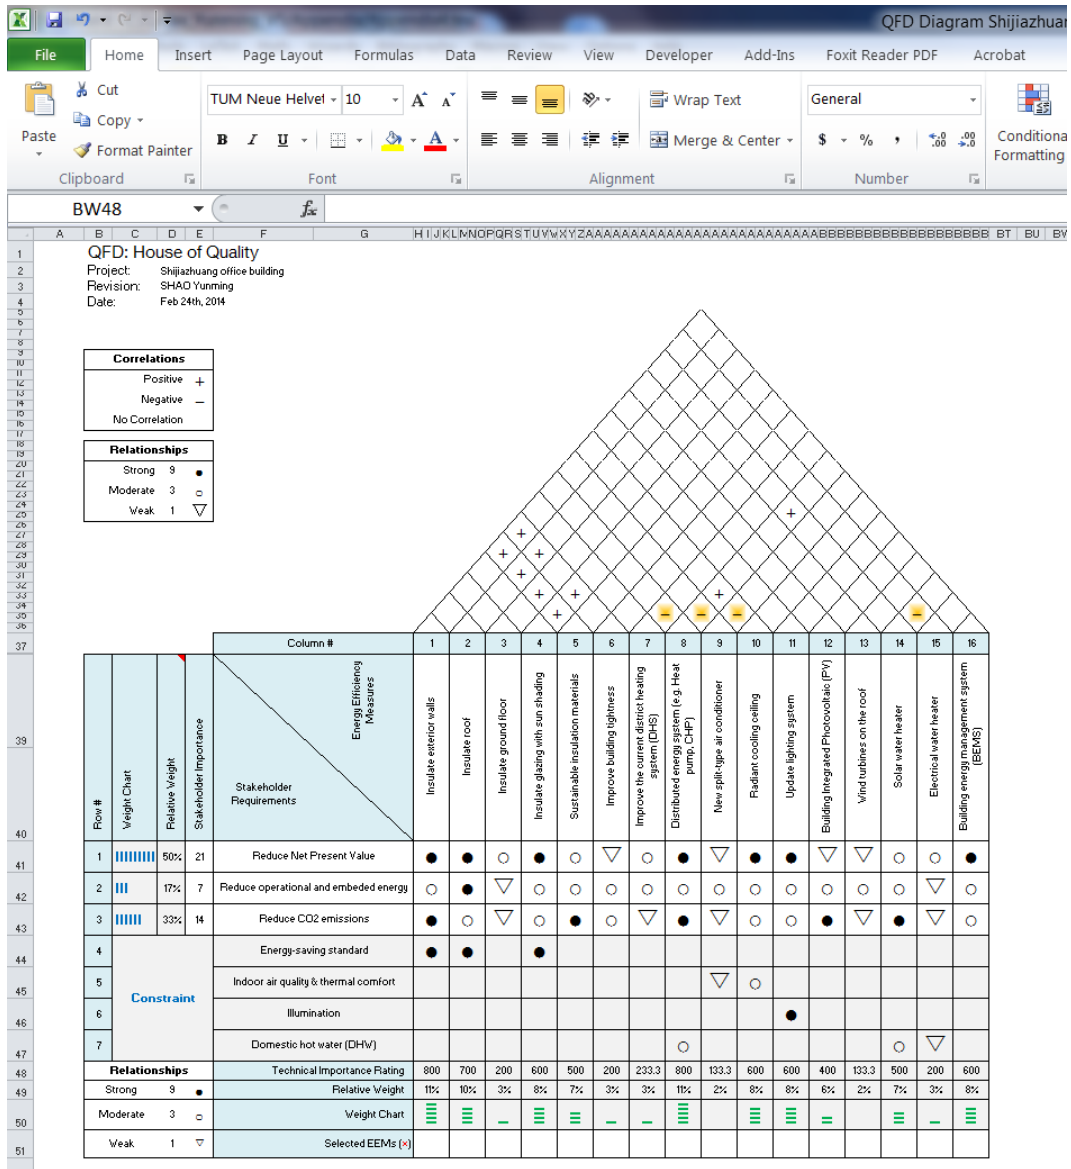 QFD Diagram Shijiazhuan
File Home Insert Page Layout Formulas Data Review View Developer Add-Ins Foxit Reader PDF Acrobat
Cut
Copy
Format Painter
Paste
TUM Neue Helvet 10
B I U
Wrap Text
Merge & Center
General
$ % ,
Conditiona
Formatting
Clipboard Font Alignment Number
BW48 fx
A B C D E F G H I J K L M N O P Q R S T U V W X Y Z BT BU BV
QFD: House of Quality
Project: Shijiazhuang office building
Revision: SHAO Yunming
Date: Feb 24th, 2014
Correlations
Positive +
Negative −
No Correlation
Relationships
Strong 9 ●
Moderate 3 ○
Weak 1 ▽
Column # 1 2 3 4 5 6 7 8 9 10 11 12 13 14 15 16
Row #
Weight Chart
Relative Weight
Stakeholder Importance
Energy Efficiency
Measures
Stakeholder
Requirements
Insulate exterior walls
Insulate roof
Insulate ground floor
Insulate glazing with sun shading
Sustainable insulation materials
Improve building tightness
Improve the current district heating
system (DHS)
Distributed energy system (e.g. Heat
pump, CHP)
New split-type air conditioner
Radiant cooling ceiling
Update lighting system
Building Integrated Photovoltaic (PV)
Wind turbines on the roof
Solar water heater
Electrical water heater
Building energy management system
(BEMS)
1 50% 21 Reduce Net Present Value ● ● ○ ● ○ ▽ ○ ● ▽ ● ● ▽ ▽ ○ ○ ●
2 17% 7 Reduce operational and embeded energy ○ ● ▽ ○ ○ ○ ○ ○ ○ ○ ○ ○ ○ ○ ▽ ○
3 33% 14 Reduce CO2 emissions ● ○ ▽ ○ ● ○ ▽ ● ▽ ○ ○ ● ▽ ● ▽ ○
4 Energy-saving standard ● ● ●
5 Indoor air quality & thermal comfort ▽ ○
Constraint
6 Illumination ●
7 Domestic hot water (DHW) ○ ○ ▽
Relationships Technical Importance Rating 800 700 200 600 500 200 233.3 800 133.3 600 600 400 133.3 500 200 600
Strong 9 ● Relative Weight 11% 10% 3% 8% 7% 3% 3% 11% 2% 8% 8% 6% 2% 7% 3% 8%
Moderate 3 ○ Weight Chart
Weak 1 ▽ Selected EEMs (×)